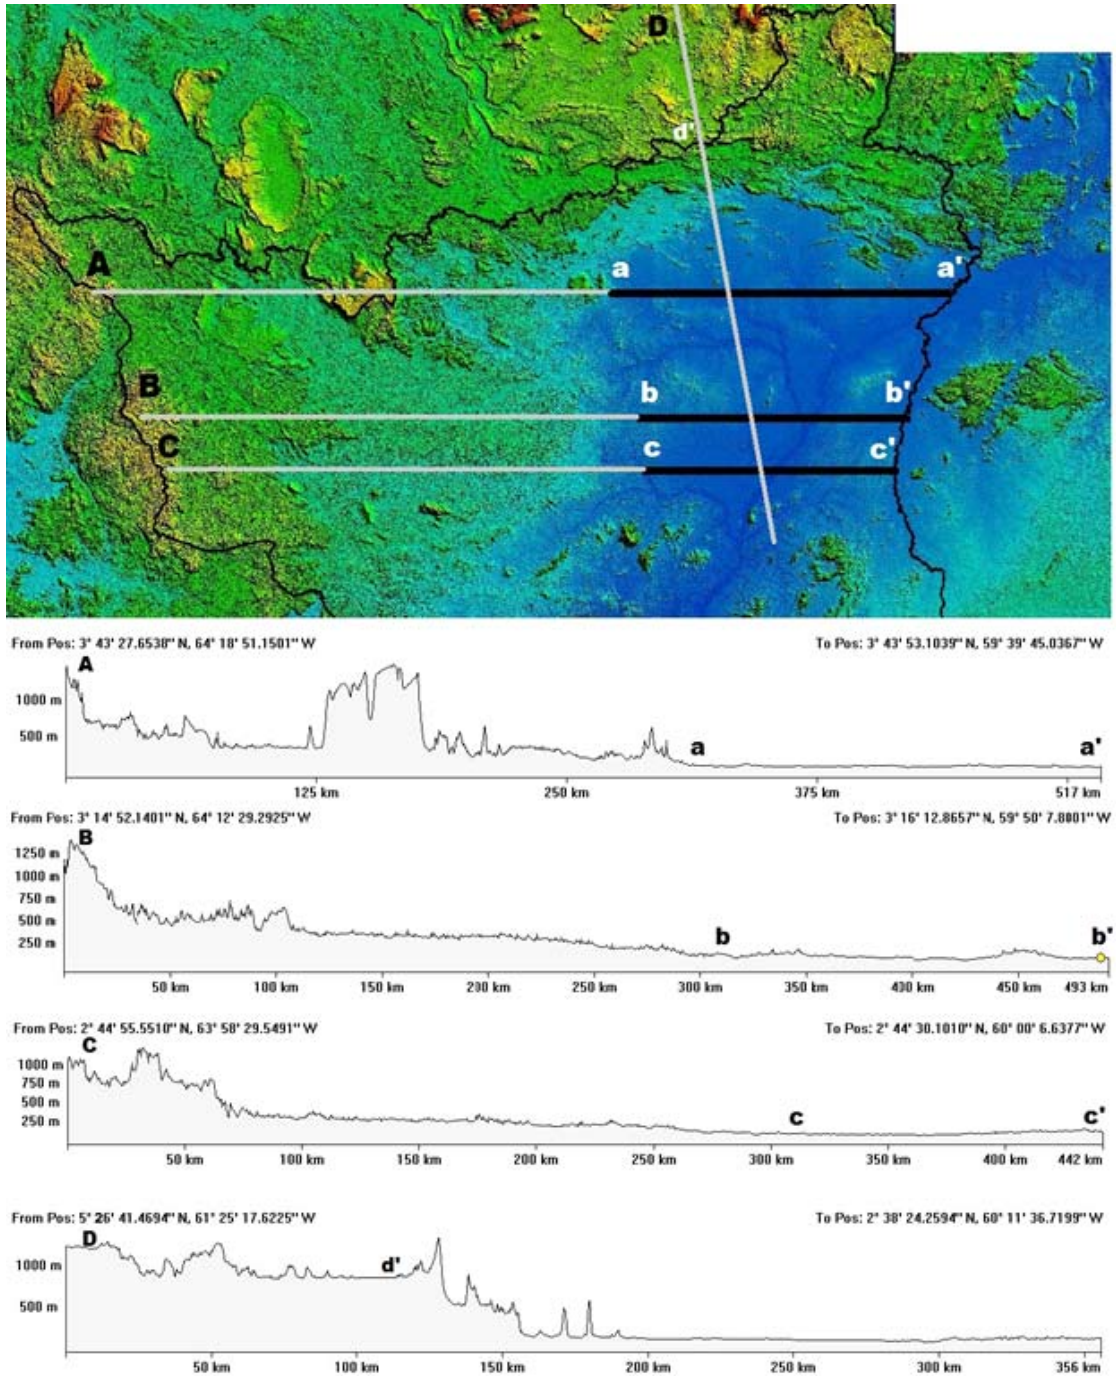 D
d'
A
a
a'
B
b
b'
C
c
c'
From Pos: 3° 43' 27.6538" N, 64° 18' 51.1501" W
To Pos: 3° 43' 53.1039" N, 59° 39' 45.0367" W
A
1000 m
500 m
a
a'
125 km
250 km
375 km
517 km
From Pos: 3° 14' 52.1401" N, 64° 12' 29.2925" W
To Pos: 3° 16' 12.8657" N, 59° 50' 7.8001" W
B
1250 m
1000 m
750 m
500 m
250 m
b
b'
50 km
100 km
150 km
200 km
250 km
300 km
350 km
400 km
450 km
493 km
From Pos: 2° 44' 55.5510" N, 63° 58' 29.5491" W
To Pos: 2° 44' 30.1010" N, 60° 00' 6.6377" W
C
1000 m
750 m
500 m
250 m
c
c'
50 km
100 km
150 km
200 km
250 km
300 km
350 km
400 km
442 km
From Pos: 5° 26' 41.4694" N, 61° 25' 17.6225" W
To Pos: 2° 38' 24.2594" N, 60° 11' 36.7199" W
D
1000 m
500 m
d'
50 km
100 km
150 km
200 km
250 km
300 km
356 km